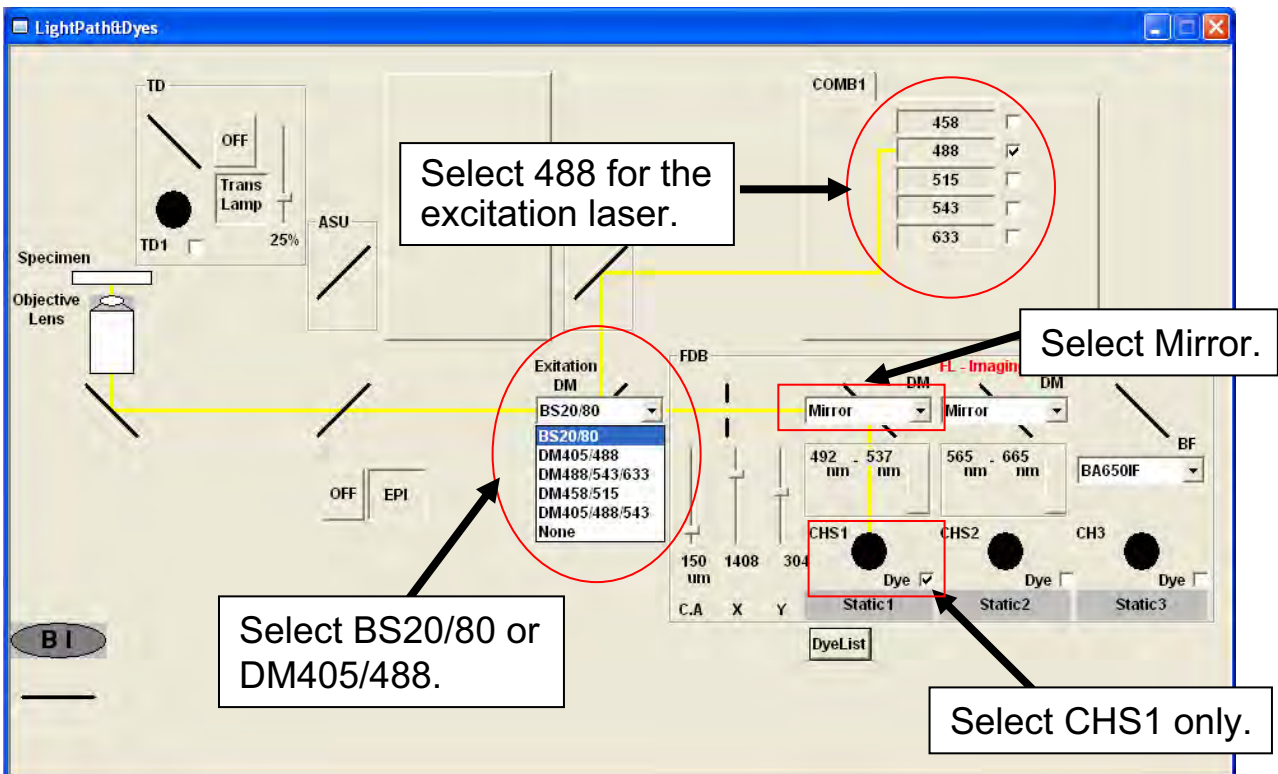 LightPath&Dyes
TD
OFF
Trans
Lamp
TD1
25%
ASU
Specimen
Objective
Lens
COMB1
458
488
515
543
633
Select 488 for the
excitation laser.
Select Mirror.
Exitation
DM
BS20/80
BS20/80
DM405/488
DM488/543/633
DM458/515
DM405/488/543
None
OFF
EPI
FDB
FL - Imagin
DM
DM
Mirror
Mirror
492 - 537
nm nm
565 - 665
nm nm
BF
BA650IF
CHS1
CHS2
CH3
Dye
Dye
Dye
150 1408 304
um
C.A X Y
Static1
Static2
Static3
DyeList
BI
Select BS20/80 or
DM405/488.
Select CHS1 only.